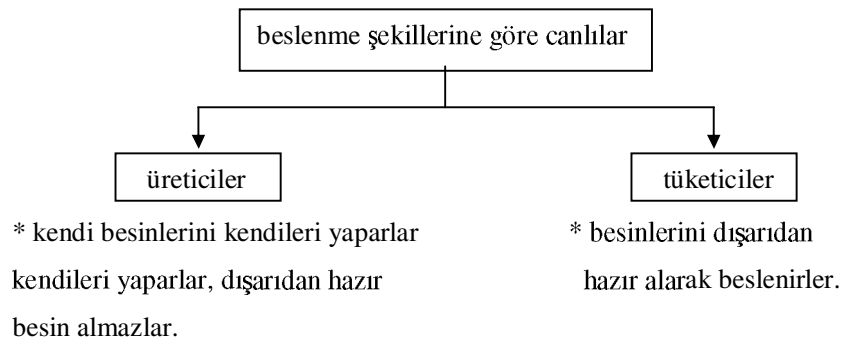 beslenme şekillerine göre canlılar
üreticiler
tüketiciler
* kendi besinlerini kendileri yaparlar
kendileri yaparlar, dışarıdan hazır
besin almazlar.
* besinlerini dışarıdan
hazır alarak beslenirler.